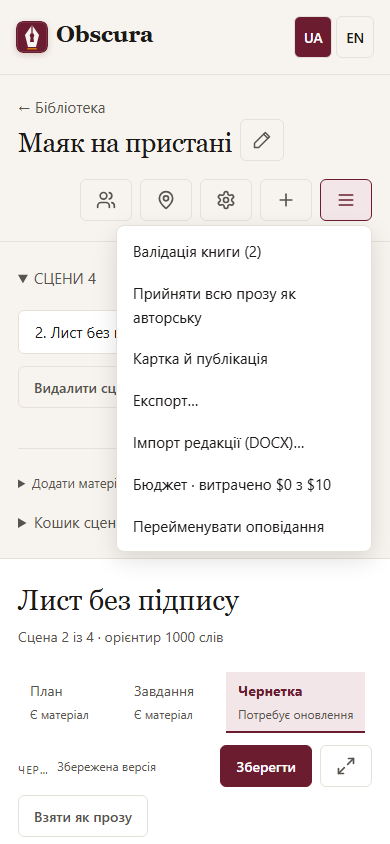 Obscura
UA
EN
← Бібліотека
Маяк на пристані
Валідація книги (2)
▼ СЦЕНИ 4
Прийняти всю прозу як
авторську
2. Лист без
Картка й публікація
Видалити сц
Експорт...
Імпорт редакції (DOCX)...
▶ Додати матері
Бюджет · витрачено $0 з $10
▶ Кошик сцен
Перейменувати оповідання
Лист без підпису
Сцена 2 із 4 · орієнтир 1000 слів
План
Завдання
Чернетка
Є матеріал
Є матеріал
Потребує оновлення
ЧЕР...
Збережена версія
Зберегти
Взяти як прозу